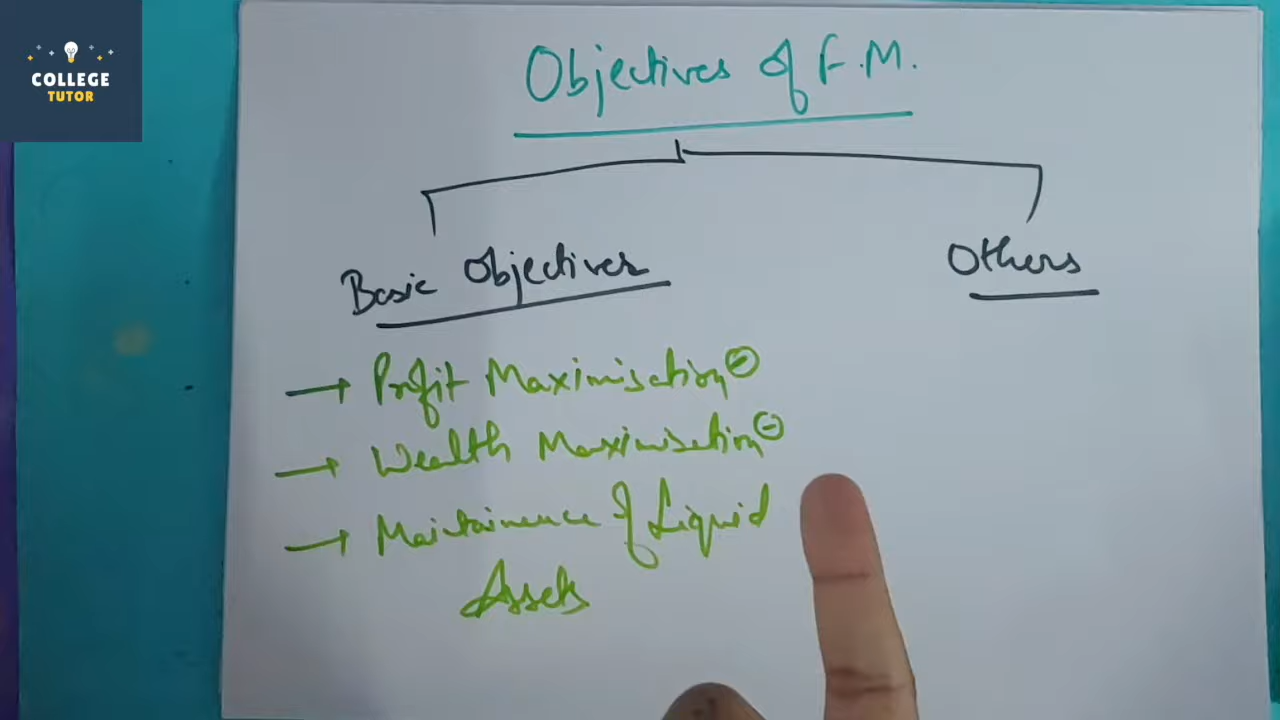 COLLEGE
TUTOR
Objectives of F.M.
Basic Objectives
Others
→ Profit Maximisation⊖
→ Wealth Maximisation⊖
→ Maintainence of Liquid
Assets